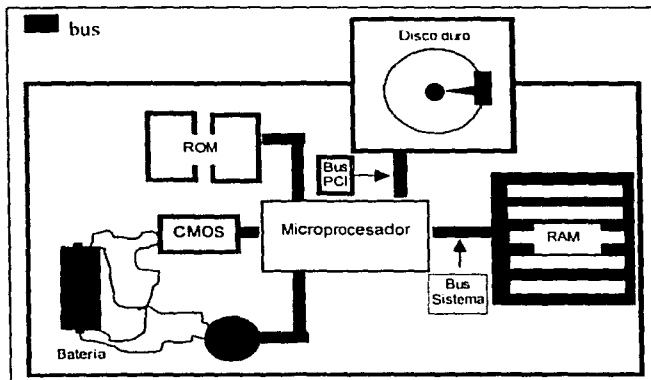 bus
Disco duro
ROM
Bus
PCI
CMOS
Microprocesador
RAM
Bus
Sistema
Bateria